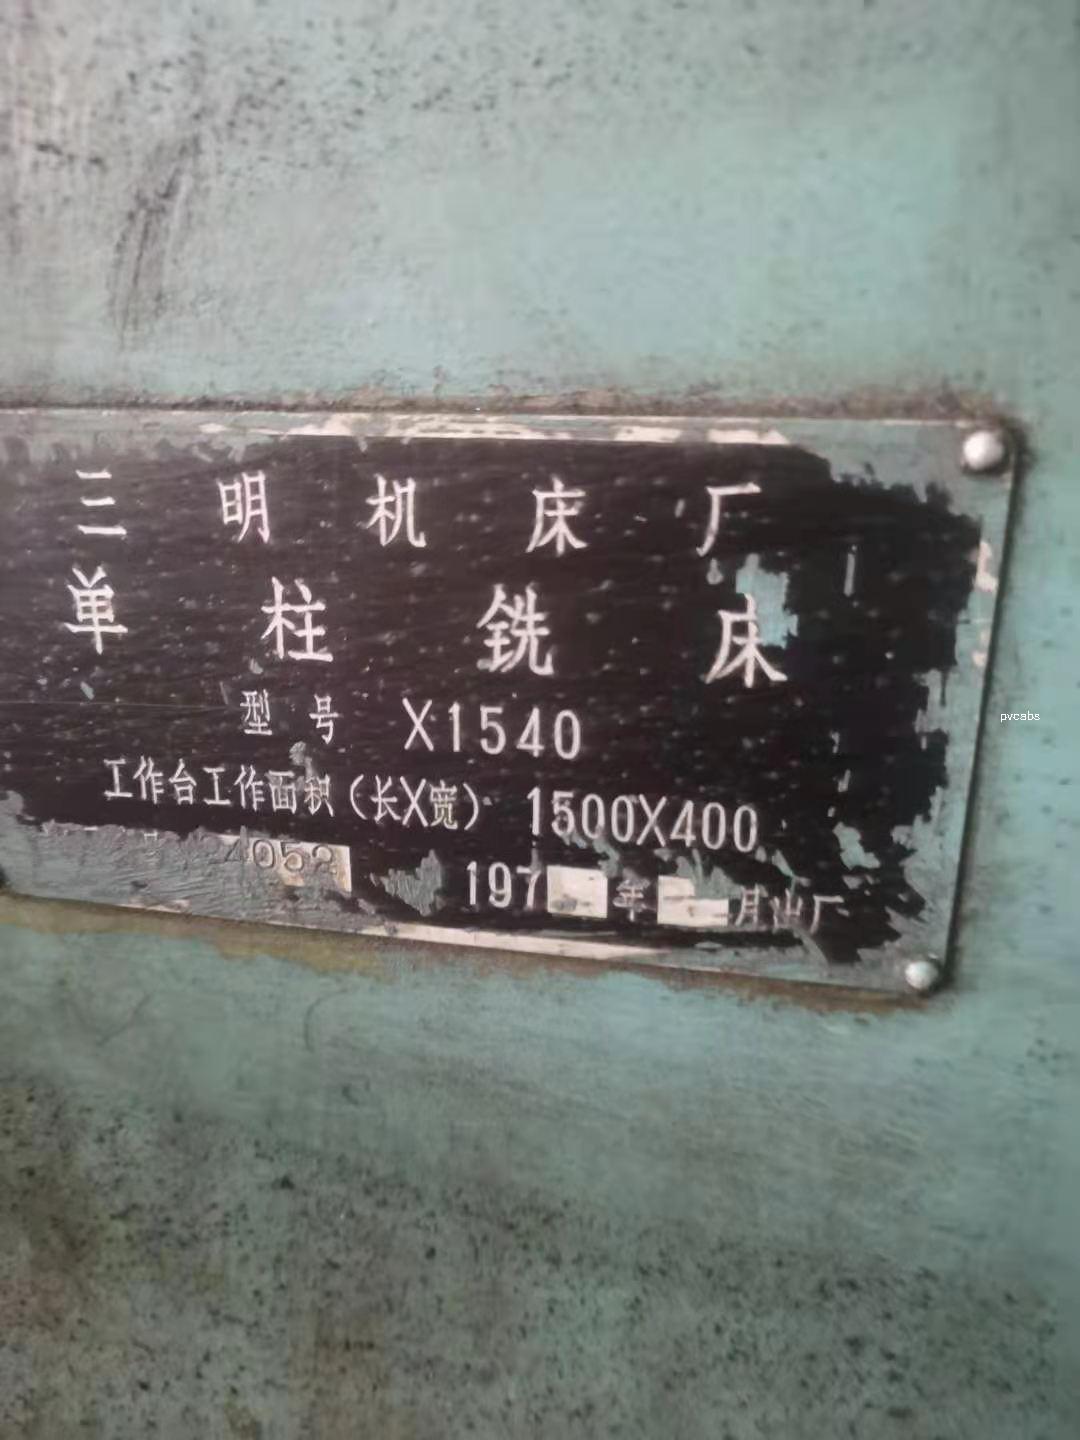 三明机床厂
单柱铣床
型号 X1540
工作台工作面积(长X宽) 1500X400
4053 197 年 月出厂
pvcabs